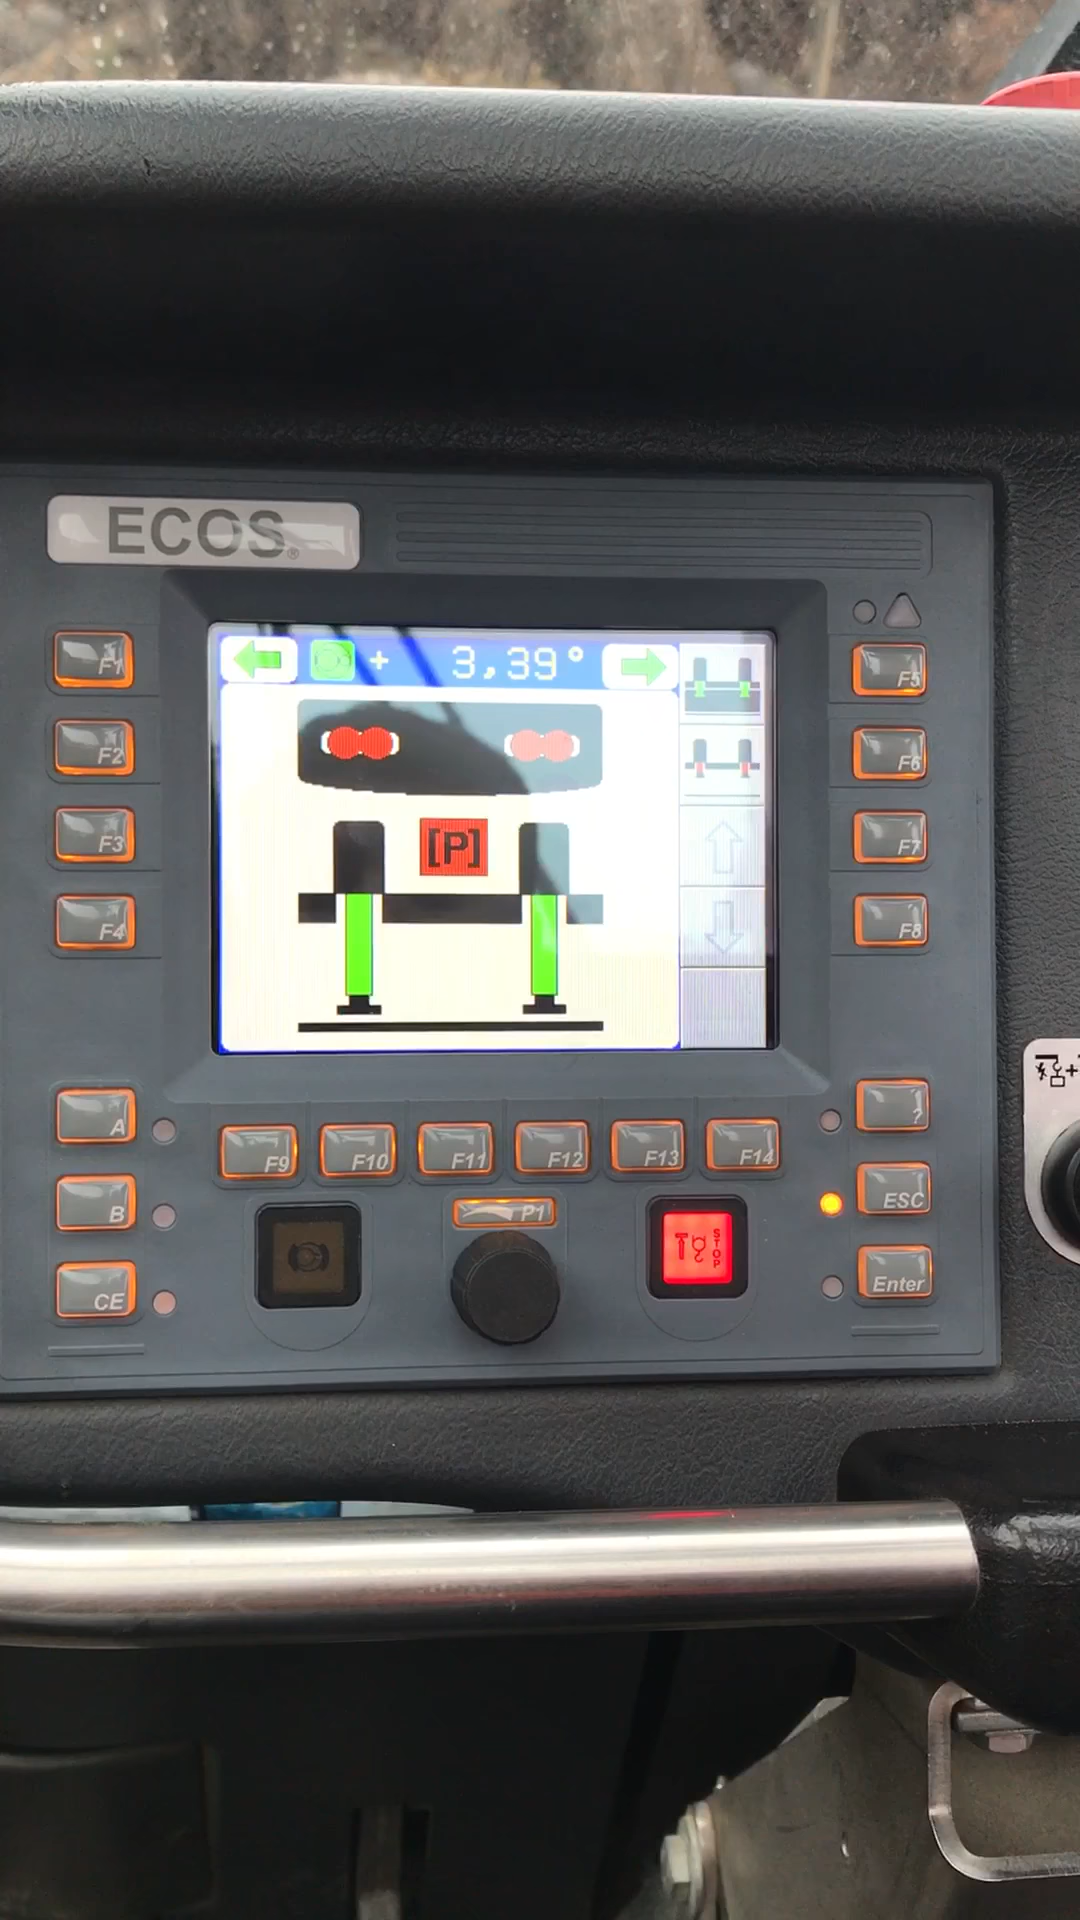 ECOS®
F1
F2
F3
F4
+ 3,39°
[P]
F5
F6
F7
F8
A
B
CE
F9
F10
F11
F12
F13
F14
P1
STOP
?
ESC
Enter
+